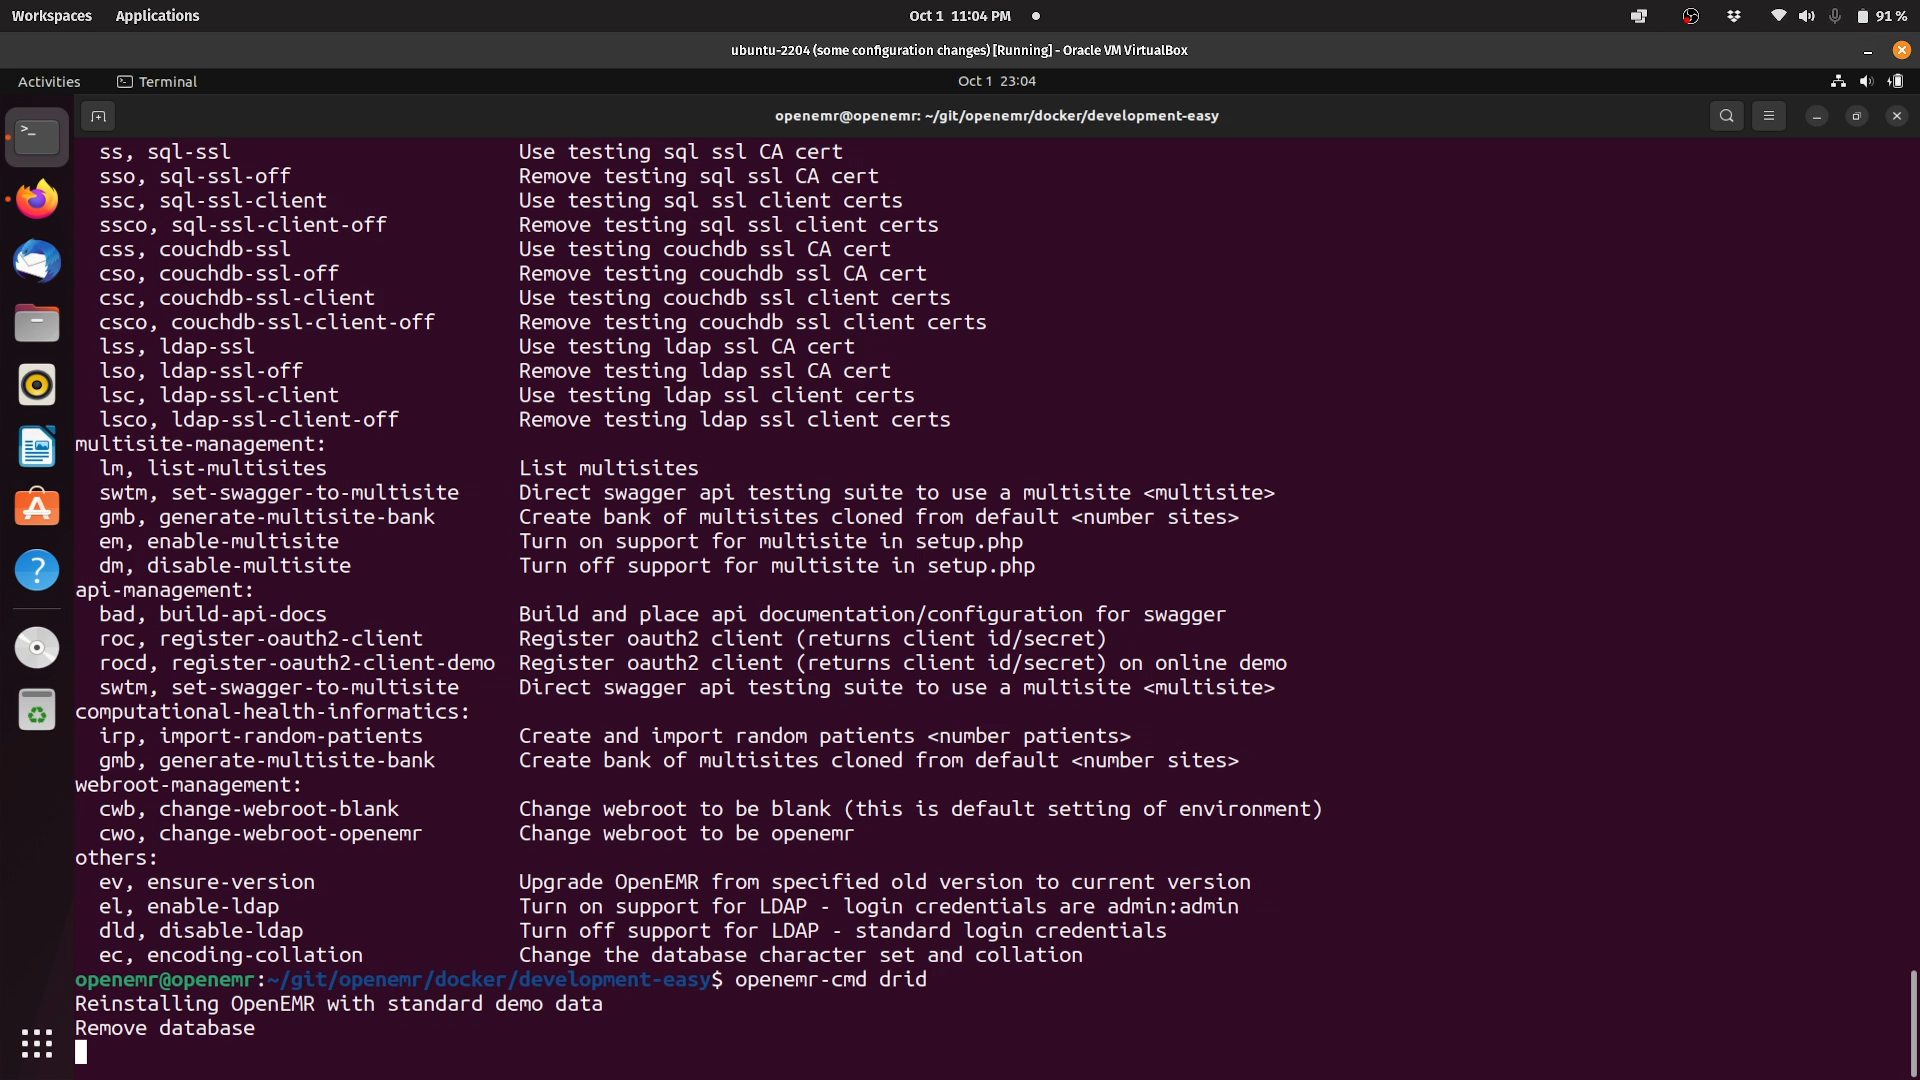 Workspaces Applications Oct 1 11:04 PM 91 %
ubuntu-2204 (some configuration changes) [Running] - Oracle VM VirtualBox
Activities Terminal Oct 1 23:04
openemr@openemr: ~/git/openemr/docker/development-easy
ss, sql-ssl Use testing sql ssl CA cert
sso, sql-ssl-off Remove testing sql ssl CA cert
ssc, sql-ssl-client Use testing sql ssl client certs
ssco, sql-ssl-client-off Remove testing sql ssl client certs
css, couchdb-ssl Use testing couchdb ssl CA cert
cso, couchdb-ssl-off Remove testing couchdb ssl CA cert
csc, couchdb-ssl-client Use testing couchdb ssl client certs
csco, couchdb-ssl-client-off Remove testing couchdb ssl client certs
lss, ldap-ssl Use testing ldap ssl CA cert
lso, ldap-ssl-off Remove testing ldap ssl CA cert
lsc, ldap-ssl-client Use testing ldap ssl client certs
lsco, ldap-ssl-client-off Remove testing ldap ssl client certs
multisite-management:
lm, list-multisites List multisites
swtm, set-swagger-to-multisite Direct swagger api testing suite to use a multisite <multisite>
gmb, generate-multisite-bank Create bank of multisites cloned from default <number sites>
em, enable-multisite Turn on support for multisite in setup.php
dm, disable-multisite Turn off support for multisite in setup.php
api-management:
bad, build-api-docs Build and place api documentation/configuration for swagger
roc, register-oauth2-client Register oauth2 client (returns client id/secret)
rocd, register-oauth2-client-demo Register oauth2 client (returns client id/secret) on online demo
swtm, set-swagger-to-multisite Direct swagger api testing suite to use a multisite <multisite>
computational-health-informatics:
irp, import-random-patients Create and import random patients <number patients>
gmb, generate-multisite-bank Create bank of multisites cloned from default <number sites>
webroot-management:
cwb, change-webroot-blank Change webroot to be blank (this is default setting of environment)
cwo, change-webroot-openemr Change webroot to be openemr
others:
ev, ensure-version Upgrade OpenEMR from specified old version to current version
el, enable-ldap Turn on support for LDAP - login credentials are admin:admin
dld, disable-ldap Turn off support for LDAP - standard login credentials
ec, encoding-collation Change the database character set and collation
openemr@openemr:~/git/openemr/docker/development-easy$ openemr-cmd drid
Reinstalling OpenEMR with standard demo data
Remove database